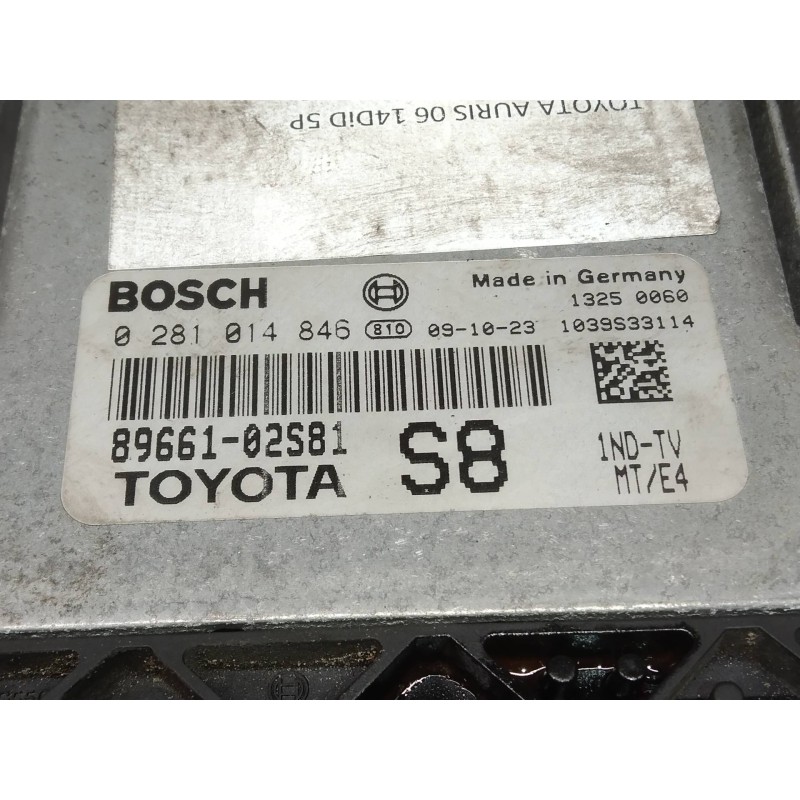 TOYOTA AURIS 06 14DiD 5P
BOSCH
Made in Germany
1325 0060
0 281 014 846 810 09-10-23 1039S33114
89661-02S81
S8
1ND-TV
TOYOTA
MT/E4